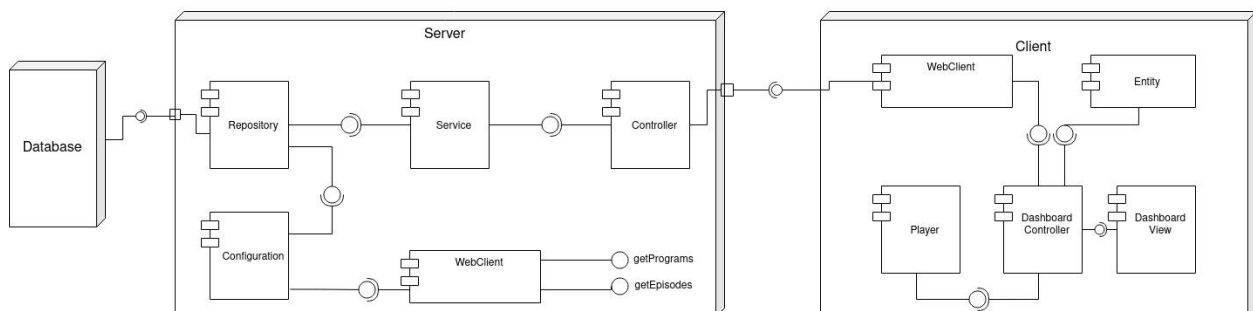 Server
Client
Database
Repository
Service
Controller
WebClient
Entity
Configuration
WebClient
getPrograms
getEpisodes
Player
Dashboard
Controller
Dashboard
View